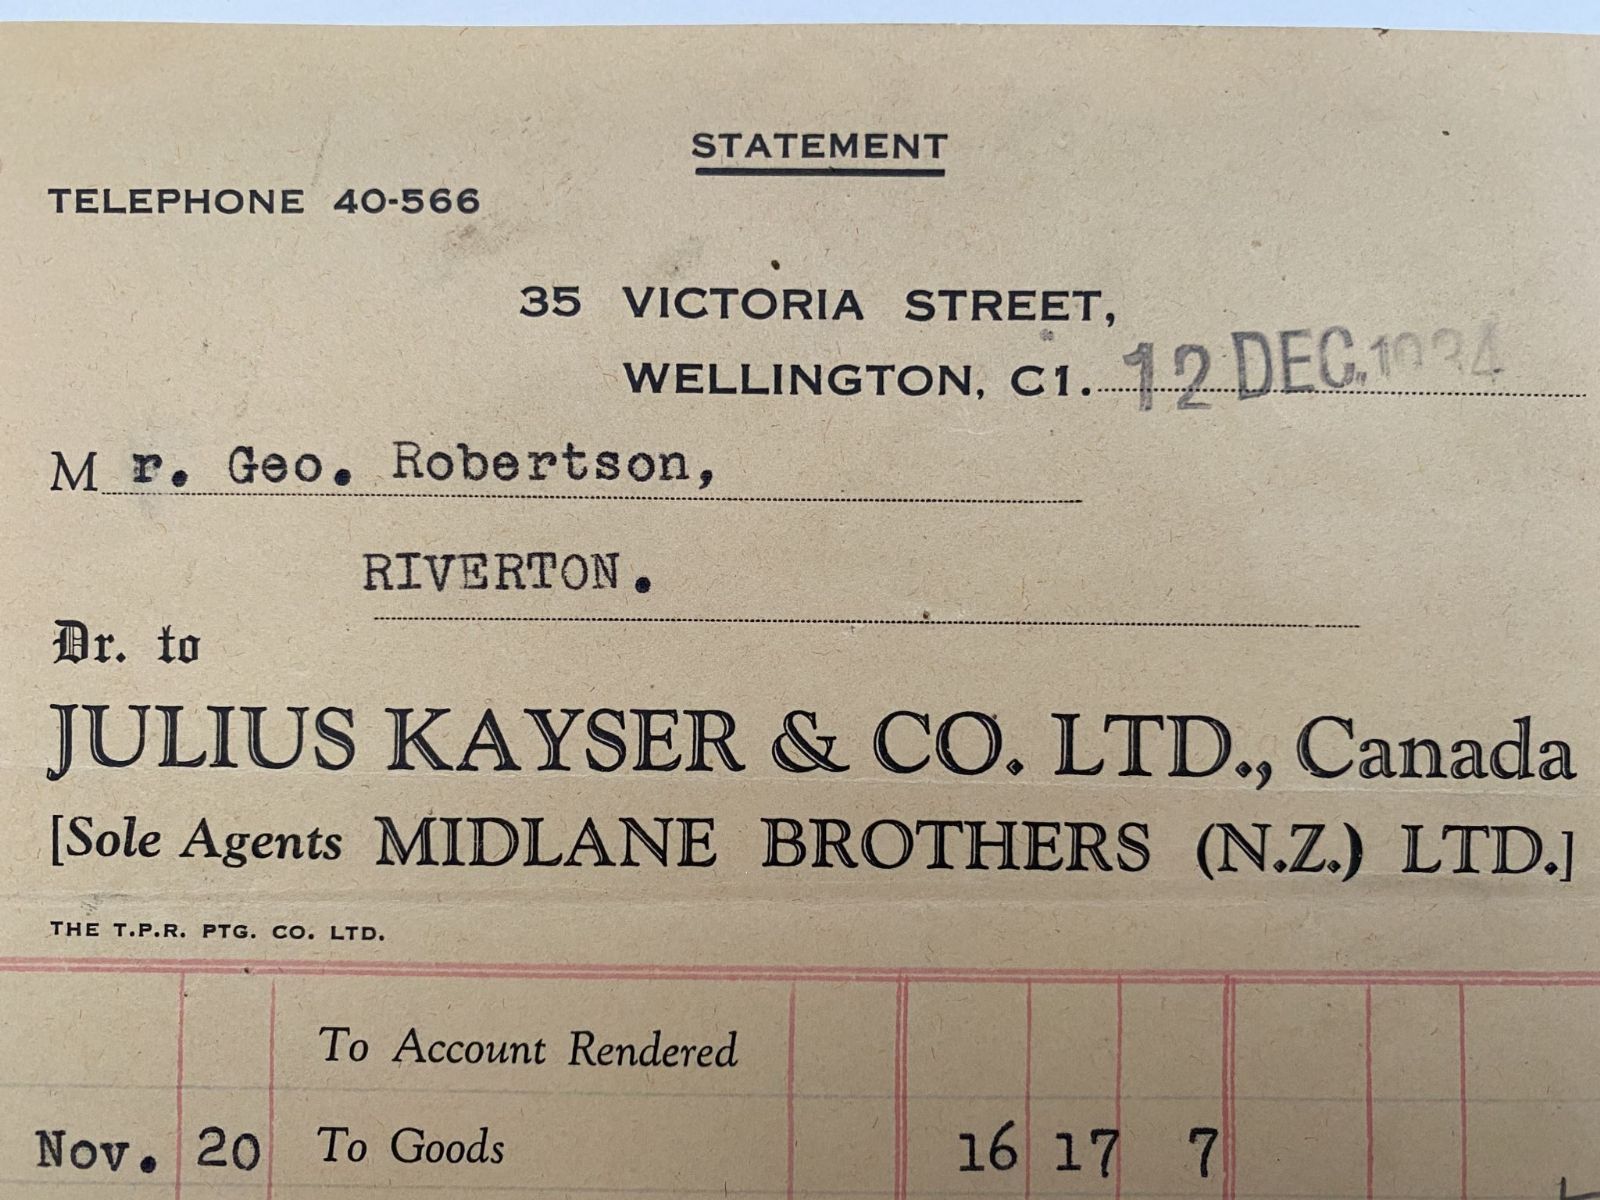 STATEMENT
TELEPHONE 40-566
35 VICTORIA STREET,
WELLINGTON, C1. 12 DEC. 1934
Mr. Geo. Robertson,
RIVERTON.
Dr. to
JULIUS KAYSER & CO. LTD., Canada
[Sole Agents MIDLANE BROTHERS (N.Z.) LTD.]
THE T.P.R. PTG. CO. LTD.
To Account Rendered
Nov. 20 To Goods 16 17 7